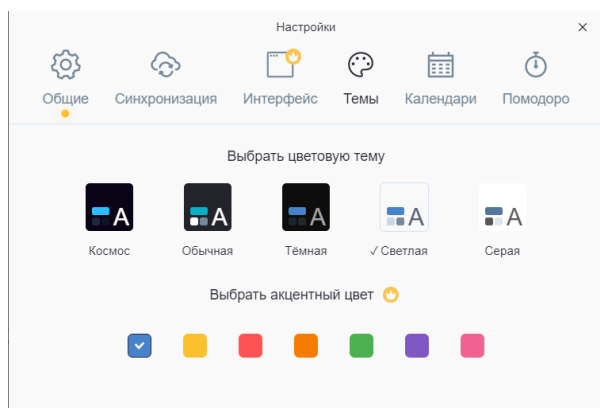 Настройки
Общие Синхронизация Интерфейс Темы Календари Помодоро
Выбрать цветовую тему
A A A A A
Космос Обычная Тёмная ✓ Светлая Серая
Выбрать акцентный цвет